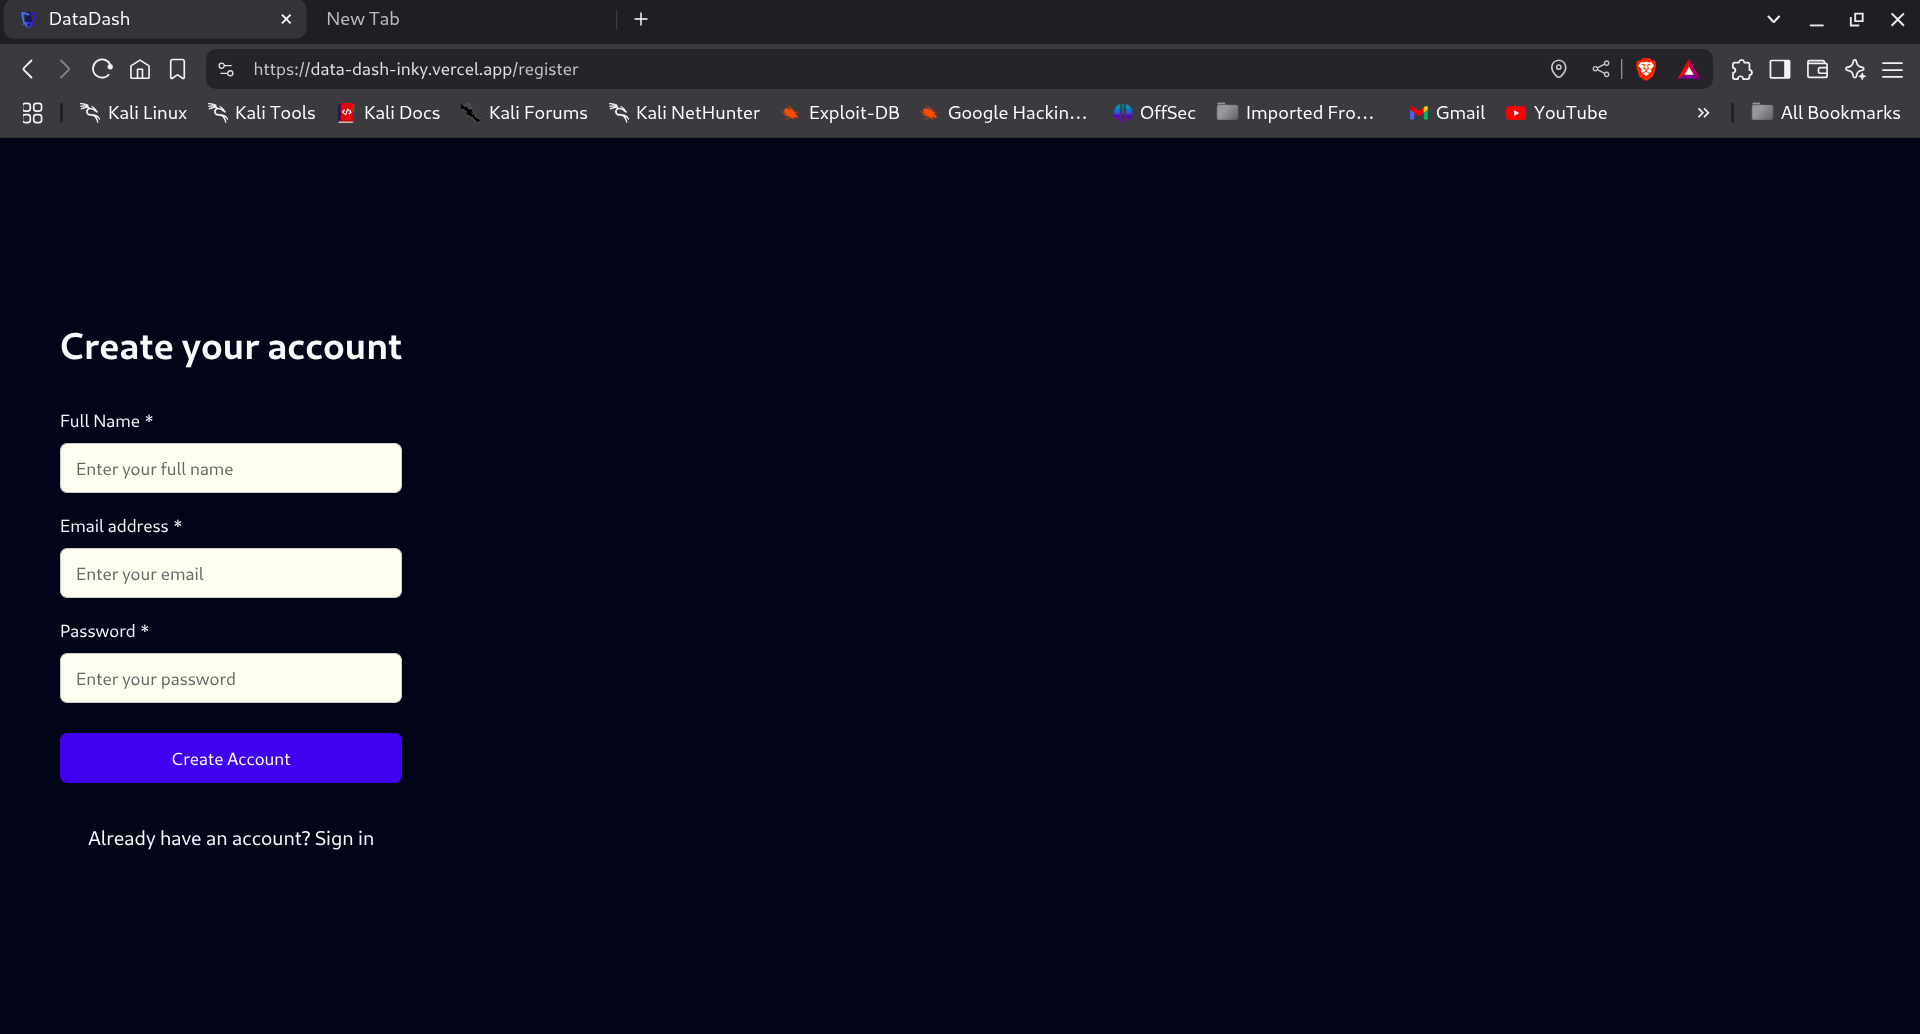 DataDash
New Tab
https://data-dash-inky.vercel.app/register
Kali Linux Kali Tools Kali Docs Kali Forums Kali NetHunter Exploit-DB Google Hackin... OffSec Imported Fro... Gmail YouTube All Bookmarks
Create your account
Full Name *
Enter your full name
Email address *
Enter your email
Password *
Enter your password
Create Account
Already have an account? Sign in